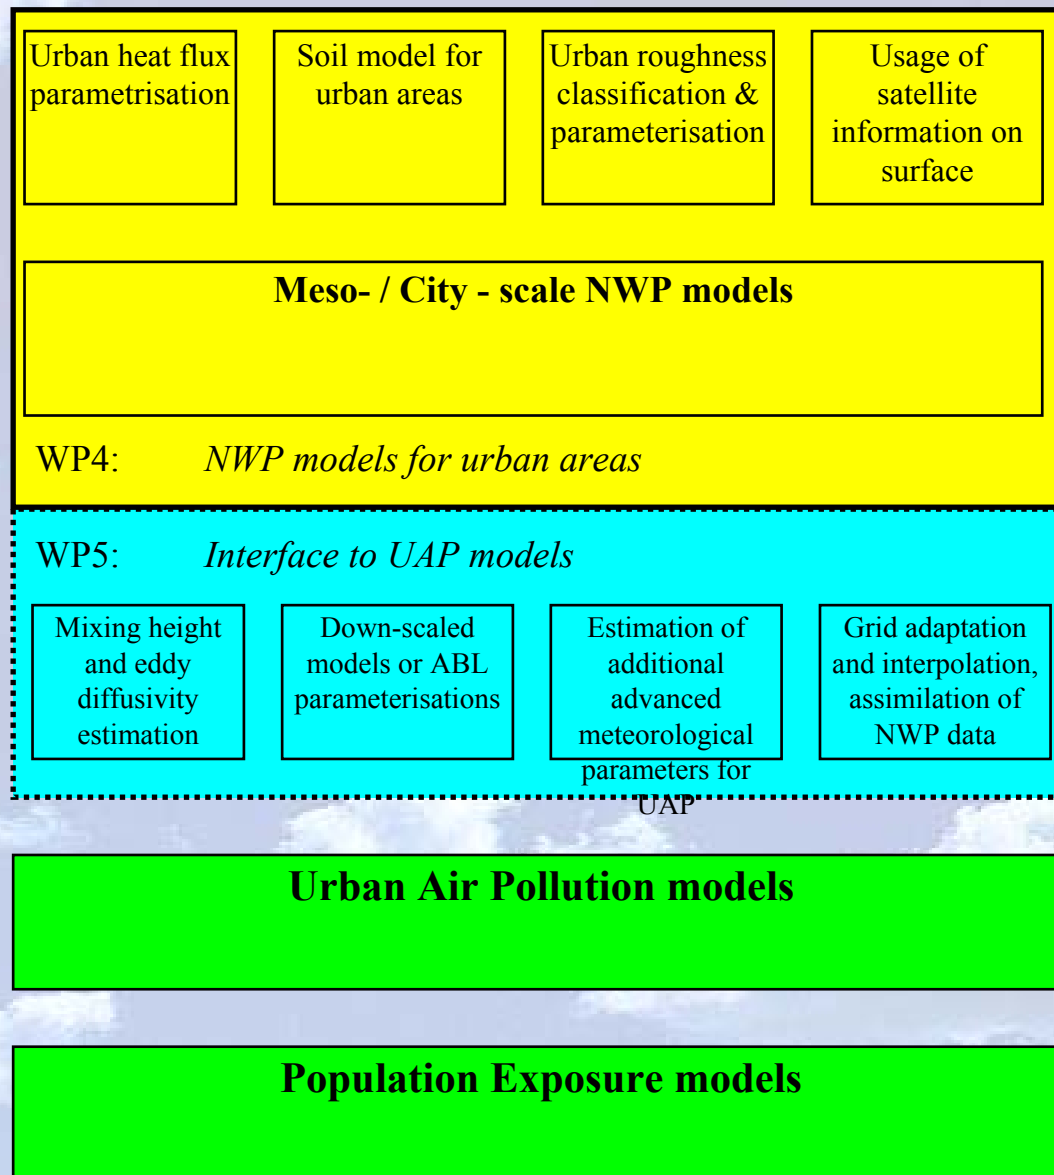 Urban heat flux
parametrisation
Soil model for
urban areas
Urban roughness
classification &
parameterisation
Usage of
satellite
information on
surface
Meso- / City - scale NWP models
WP4: NWP models for urban areas
WP5: Interface to UAP models
Mixing height
and eddy
diffusivity
estimation
Down-scaled
models or ABL
parameterisations
Estimation of
additional
advanced
meteorological
parameters for
UAP
Grid adaptation
and interpolation,
assimilation of
NWP data
Urban Air Pollution models
Population Exposure models